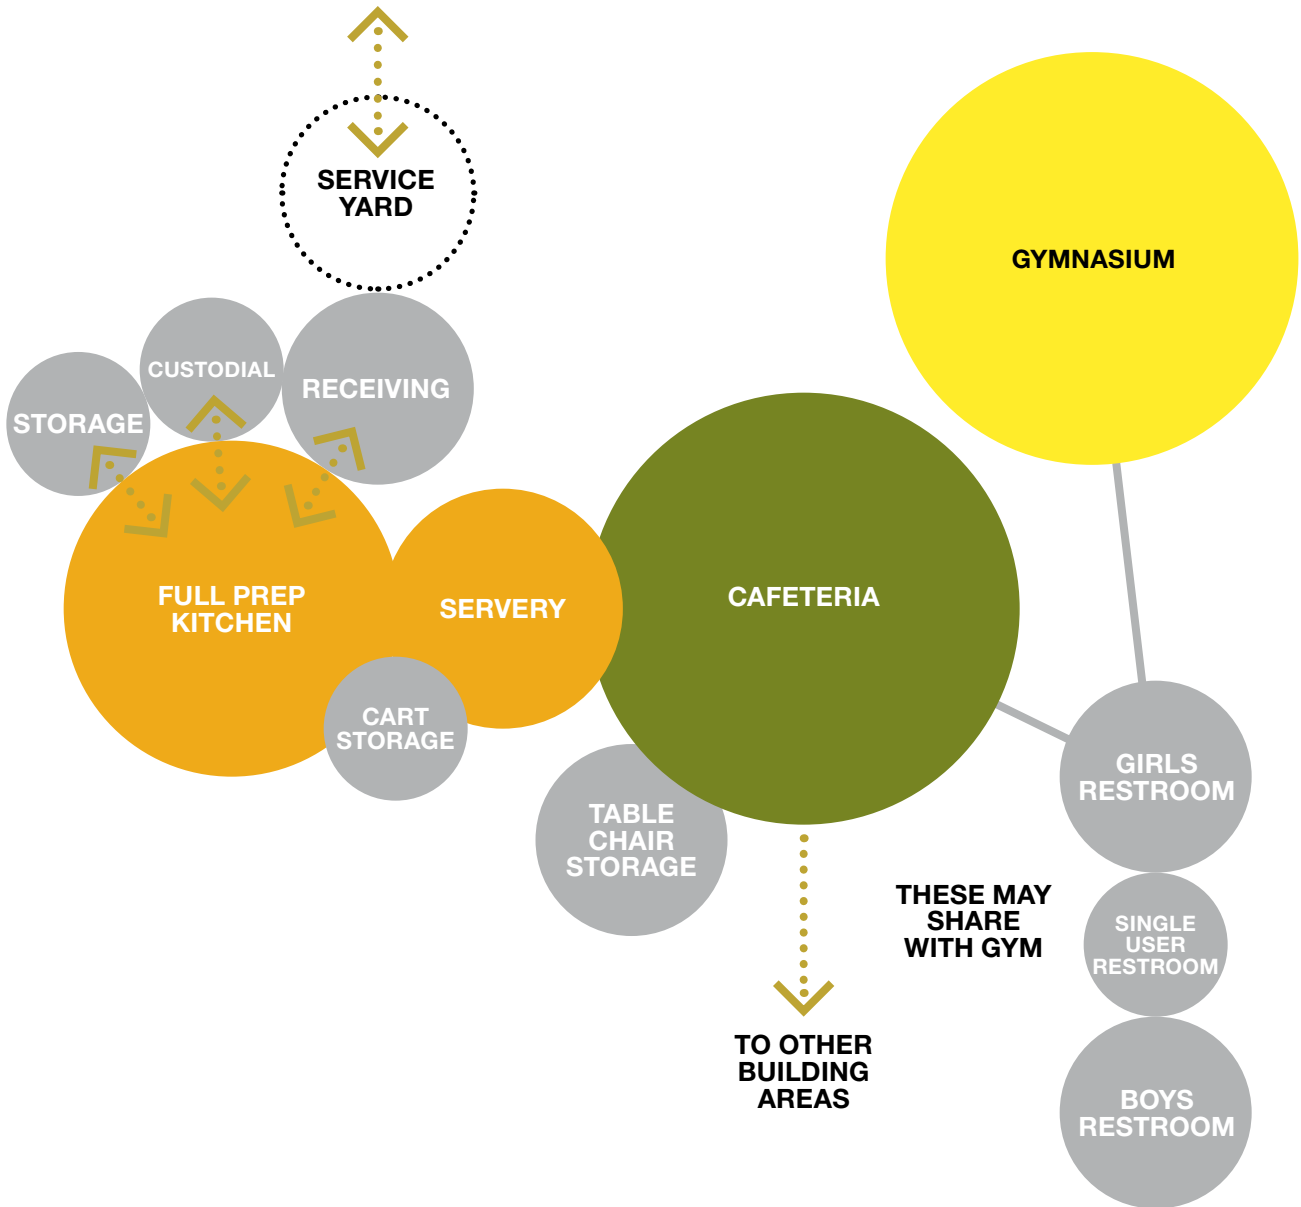 SERVICE
YARD
GYMNASIUM
CUSTODIAL
RECEIVING
STORAGE
FULL PREP
KITCHEN
SERVERY
CAFETERIA
CART
STORAGE
TABLE
CHAIR
STORAGE
GIRLS
RESTROOM
THESE MAY
SHARE
WITH GYM
SINGLE
USER
RESTROOM
TO OTHER
BUILDING
AREAS
BOYS
RESTROOM